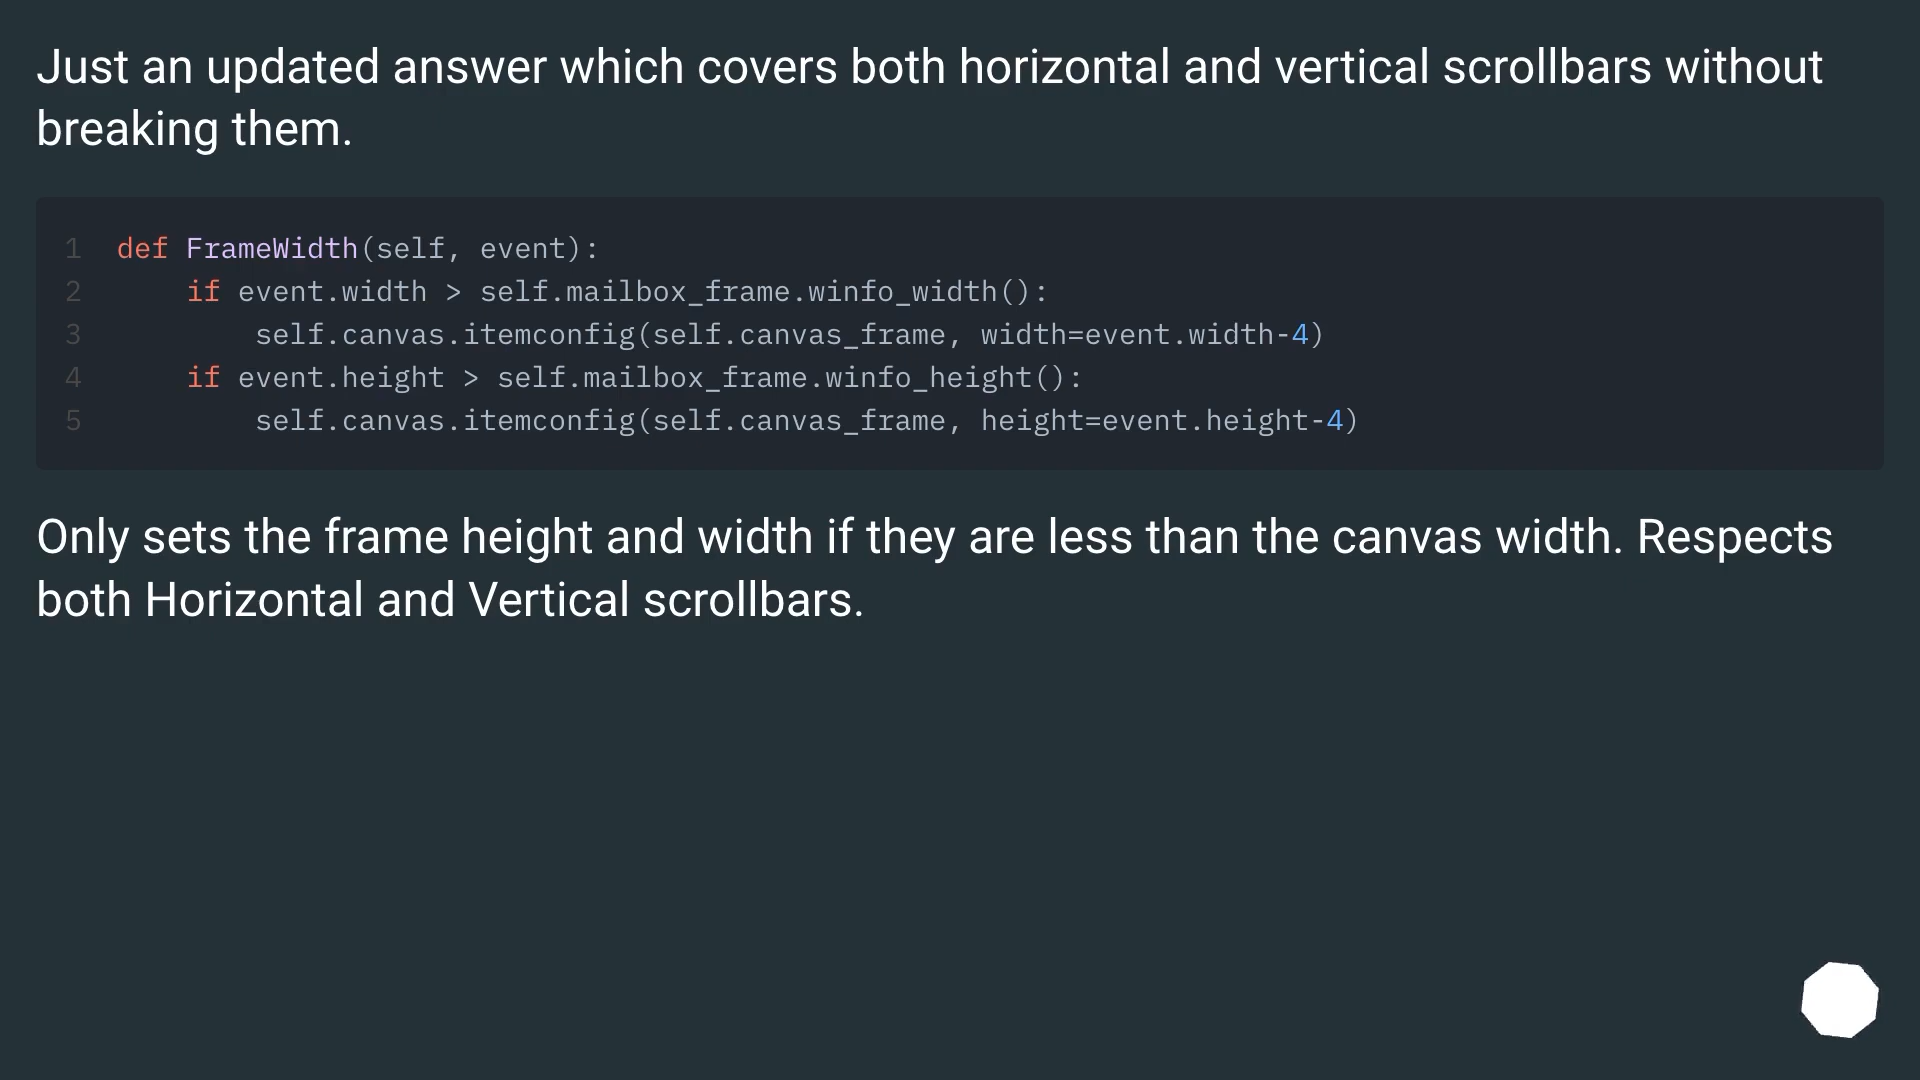 Just an updated answer which covers both horizontal and vertical scrollbars without
breaking them.
1 def FrameWidth(self, event):
2     if event.width > self.mailbox_frame.winfo_width():
3         self.canvas.itemconfig(self.canvas_frame, width=event.width-4)
4     if event.height > self.mailbox_frame.winfo_height():
5         self.canvas.itemconfig(self.canvas_frame, height=event.height-4)
Only sets the frame height and width if they are less than the canvas width. Respects
both Horizontal and Vertical scrollbars.